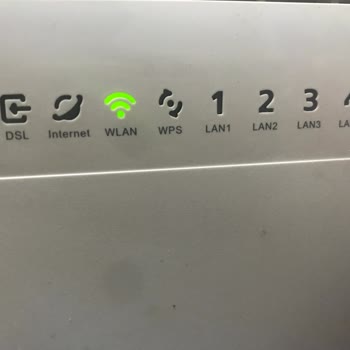 1 2 3
DSL Internet WLAN WPS LAN1 LAN2 LAN3